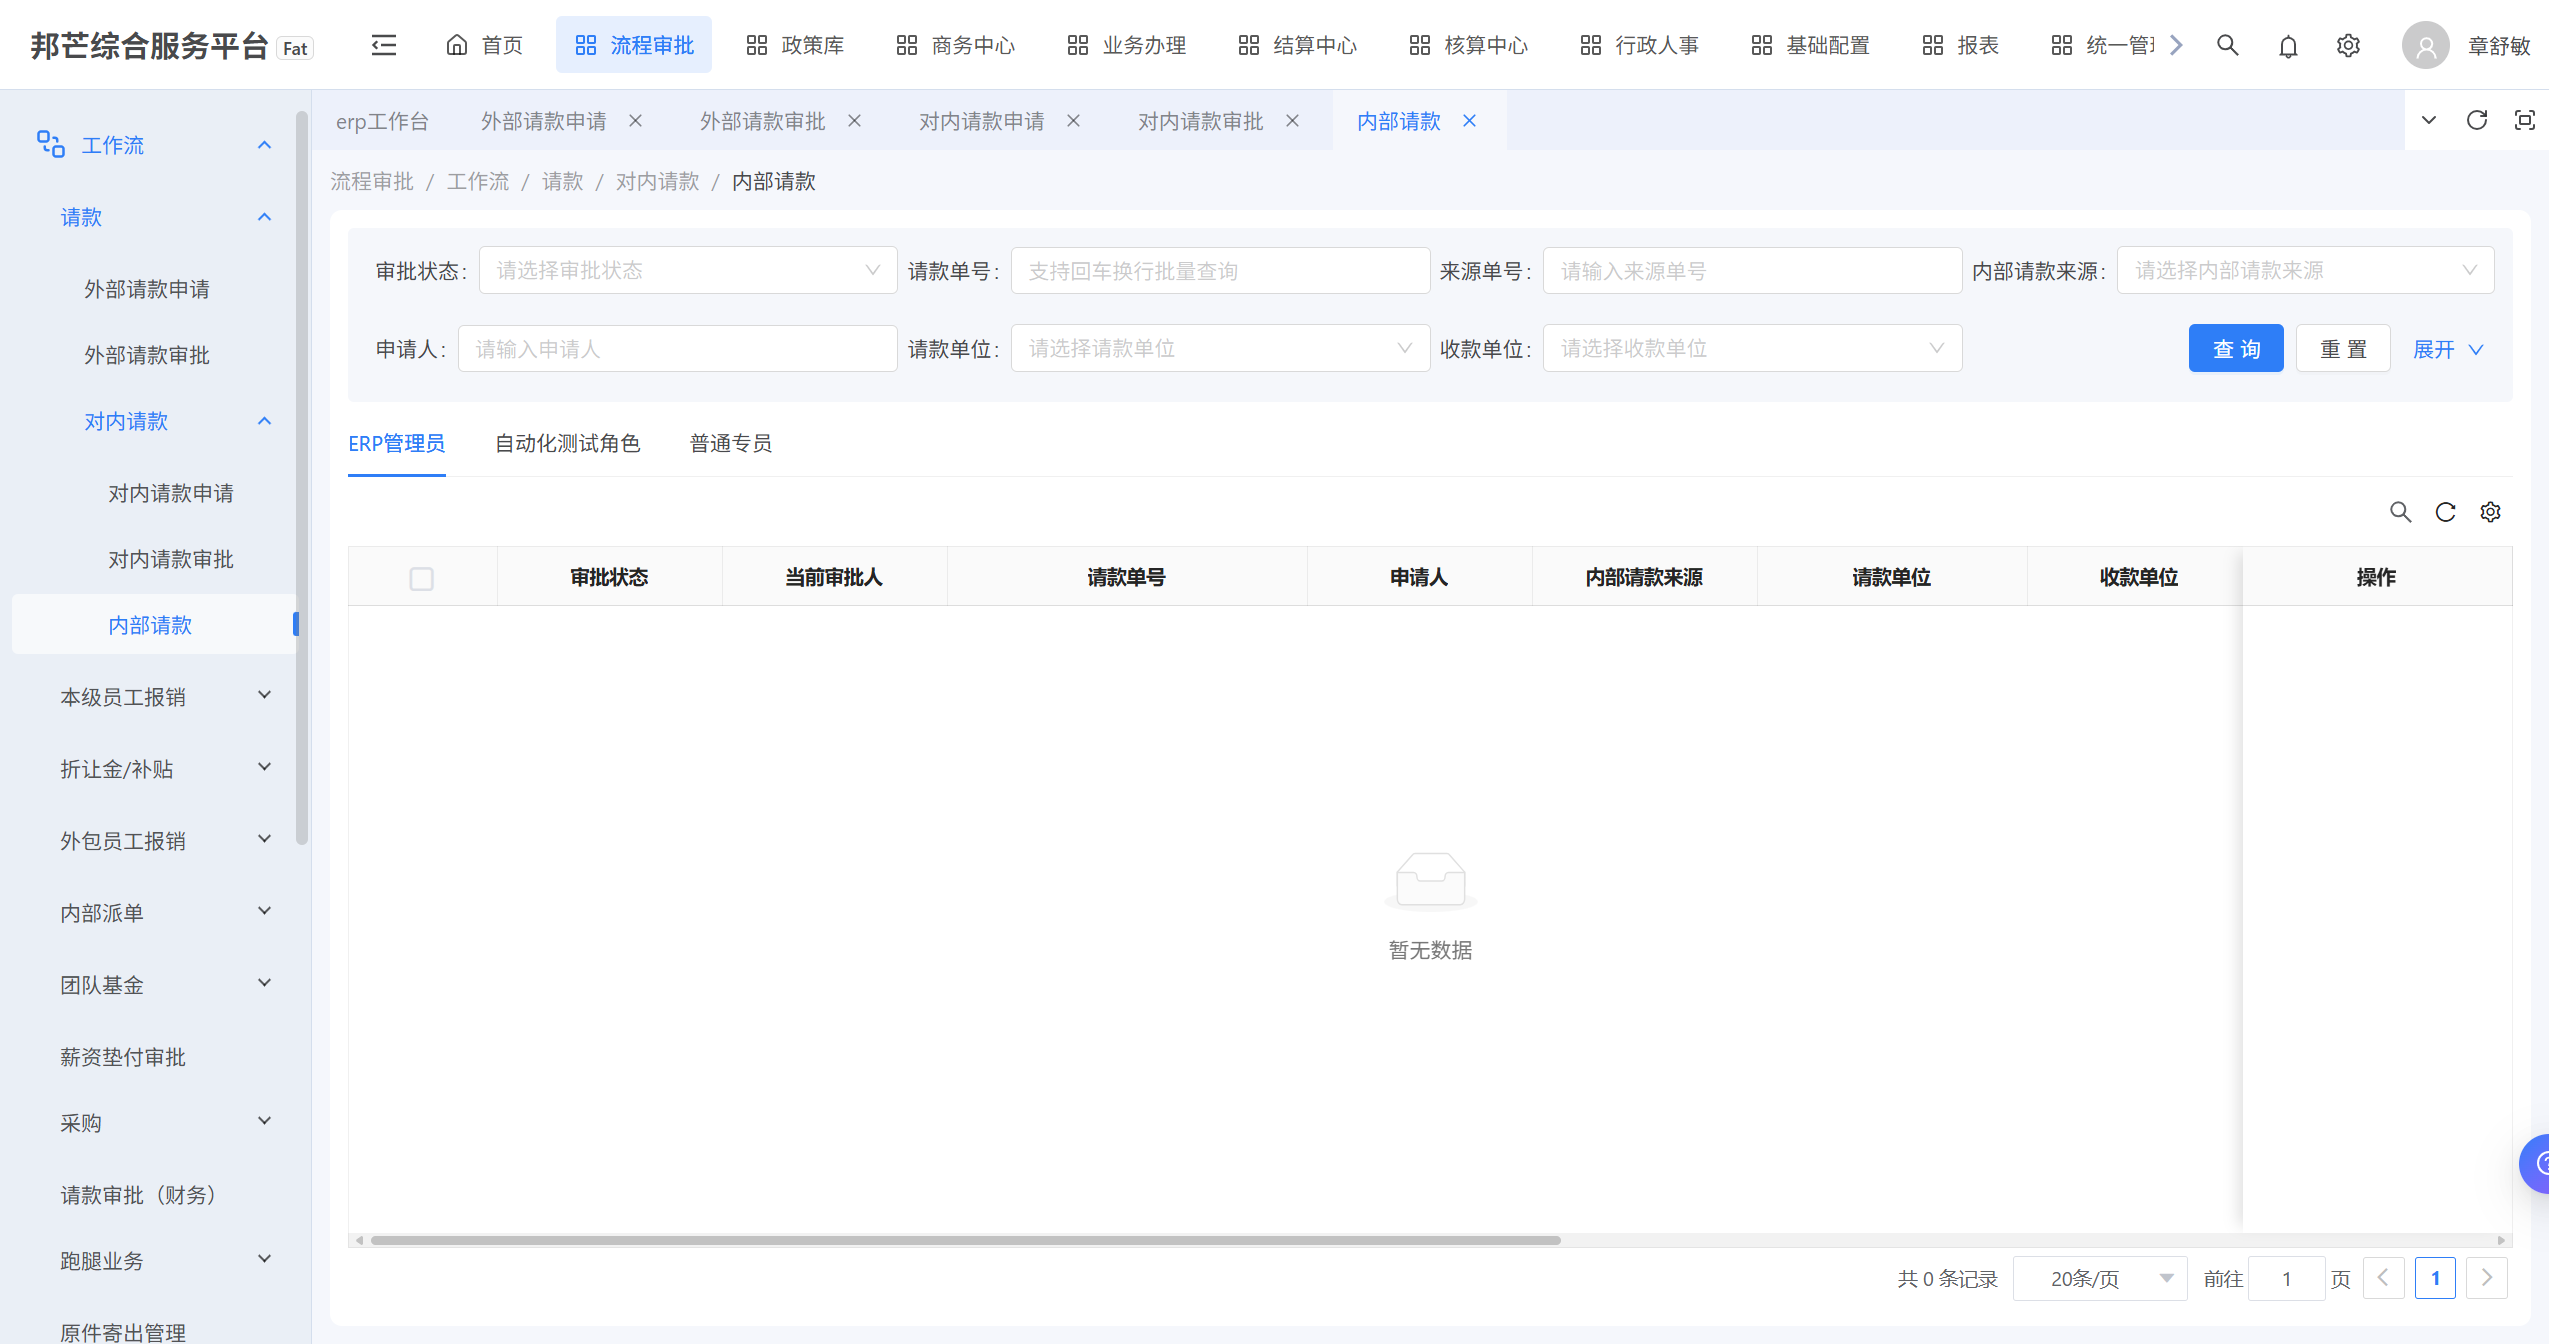 邦芒综合服务平台 Fat 首页 流程审批 政策库 商务中心 业务办理 结算中心 核算中心 行政人事 基础配置 报表 统一管 章舒敏
工作流
请款
外部请款申请
外部请款审批
对内请款
对内请款申请
对内请款审批
内部请款
本级员工报销
折让金/补贴
外包员工报销
内部派单
团队基金
薪资垫付审批
采购
请款审批（财务）
跑腿业务
原件寄出管理
erp工作台 外部请款申请 外部请款审批 对内请款申请 对内请款审批 内部请款
流程审批 / 工作流 / 请款 / 对内请款 / 内部请款
审批状态: 请选择审批状态 请款单号: 支持回车换行批量查询 来源单号: 请输入来源单号 内部请款来源: 请选择内部请款来源
申请人: 请输入申请人 请款单位: 请选择请款单位 收款单位: 请选择收款单位 查 询 重 置 展开
ERP管理员 自动化测试角色 普通专员
审批状态 当前审批人 请款单号 申请人 内部请款来源 请款单位 收款单位 操作
暂无数据
共 0 条记录 20条/页 前往 1 页 1